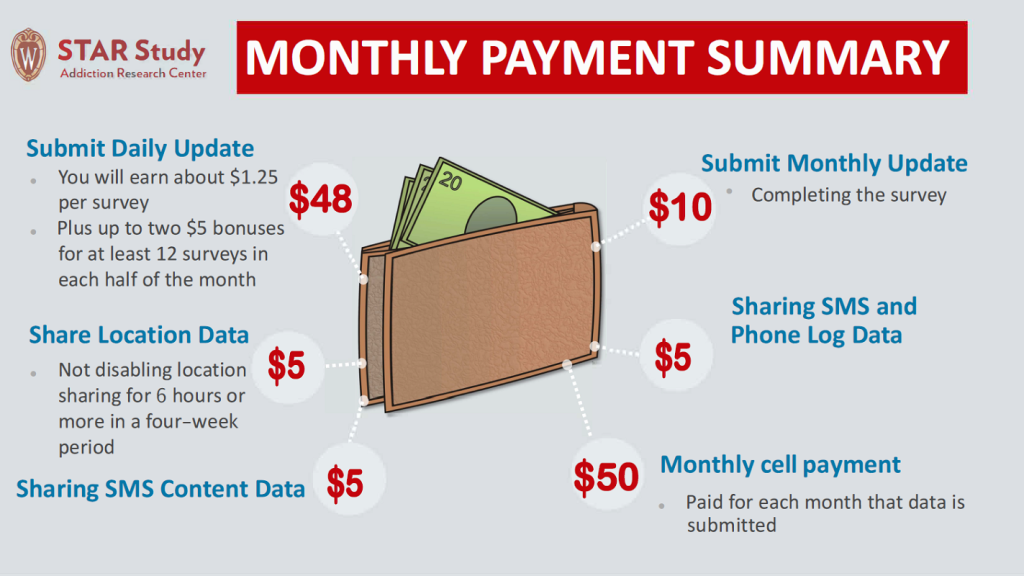 STAR Study
Addiction Research Center
MONTHLY PAYMENT SUMMARY
Submit Daily Update
You will earn about $1.25
per survey
Plus up to two $5 bonuses
for at least 12 surveys in
each half of the month
$48
Share Location Data
Not disabling location
sharing for 6 hours or
more in a four-week
period
$5
Sharing SMS Content Data
$5
20
2
Submit Monthly Update
Completing the survey
$10
Sharing SMS and
Phone Log Data
$5
Monthly cell payment
Paid for each month that data is
submitted
$50